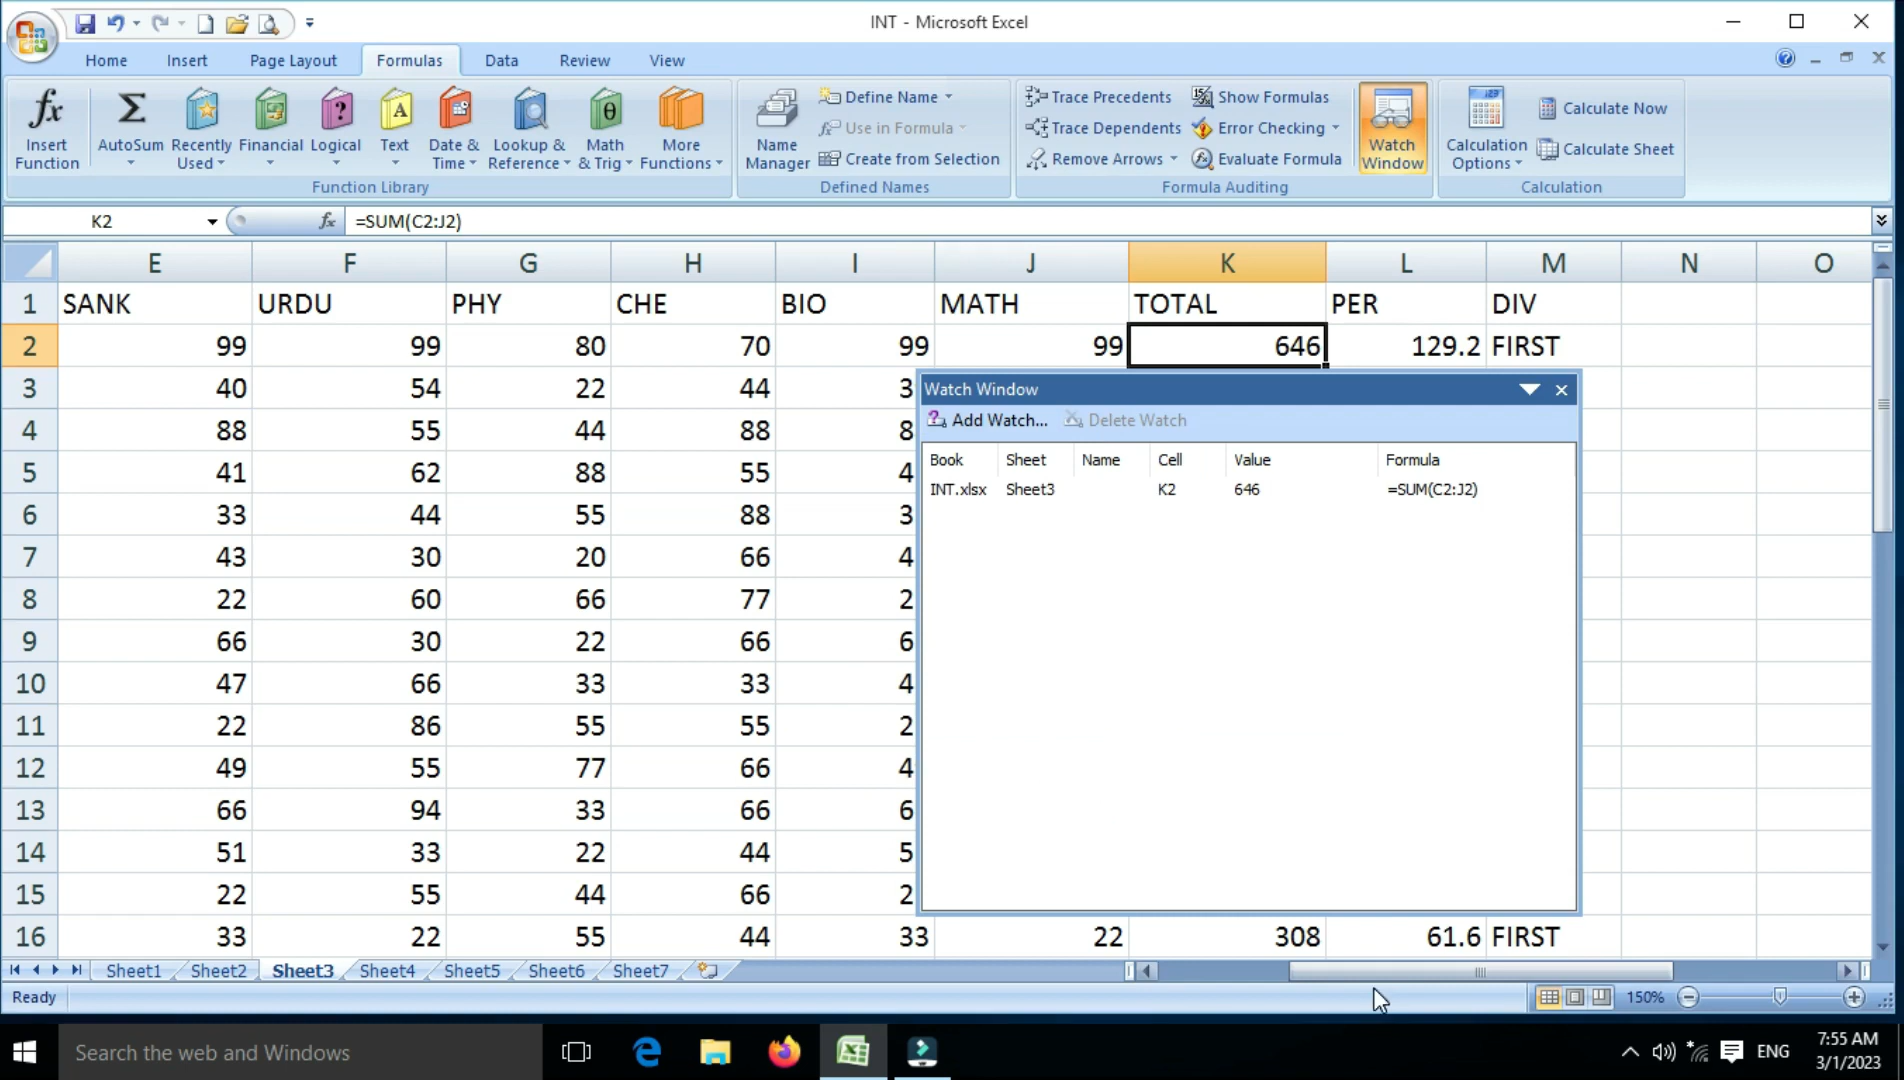 INT - Microsoft Excel
Home Insert Page Layout Formulas Data Review View
fx Insert Function
Σ AutoSum
Recently Used
Financial
Logical
Text
Date & Time
Lookup & Reference
Math & Trig
More Functions
Function Library
Name Manager
Define Name
Use in Formula
Create from Selection
Defined Names
Trace Precedents
Trace Dependents
Remove Arrows
Show Formulas
Error Checking
Evaluate Formula
Watch Window
Formula Auditing
Calculation Options
Calculate Now
Calculate Sheet
Calculation
K2 fx =SUM(C2:J2)
E F G H I J K L M N O
1 SANK URDU PHY CHE BIO MATH TOTAL PER DIV
2 99 99 80 70 99 99 646 129.2 FIRST
3 40 54 22 44 3
4 88 55 44 88 8
5 41 62 88 55 4
6 33 44 55 88 3
7 43 30 20 66 4
8 22 60 66 77 2
9 66 30 22 66 6
10 47 66 33 33 4
11 22 86 55 55 2
12 49 55 77 66 4
13 66 94 33 66 6
14 51 33 22 44 5
15 22 55 44 66 2
16 33 22 55 44 33 22 308 61.6 FIRST
Watch Window
Add Watch... Delete Watch
Book Sheet Name Cell Value Formula
INT.xlsx Sheet3 K2 646 =SUM(C2:J2)
Sheet1 Sheet2 Sheet3 Sheet4 Sheet5 Sheet6 Sheet7
Ready 150%
Search the web and Windows
ENG
7:55 AM
3/1/2023